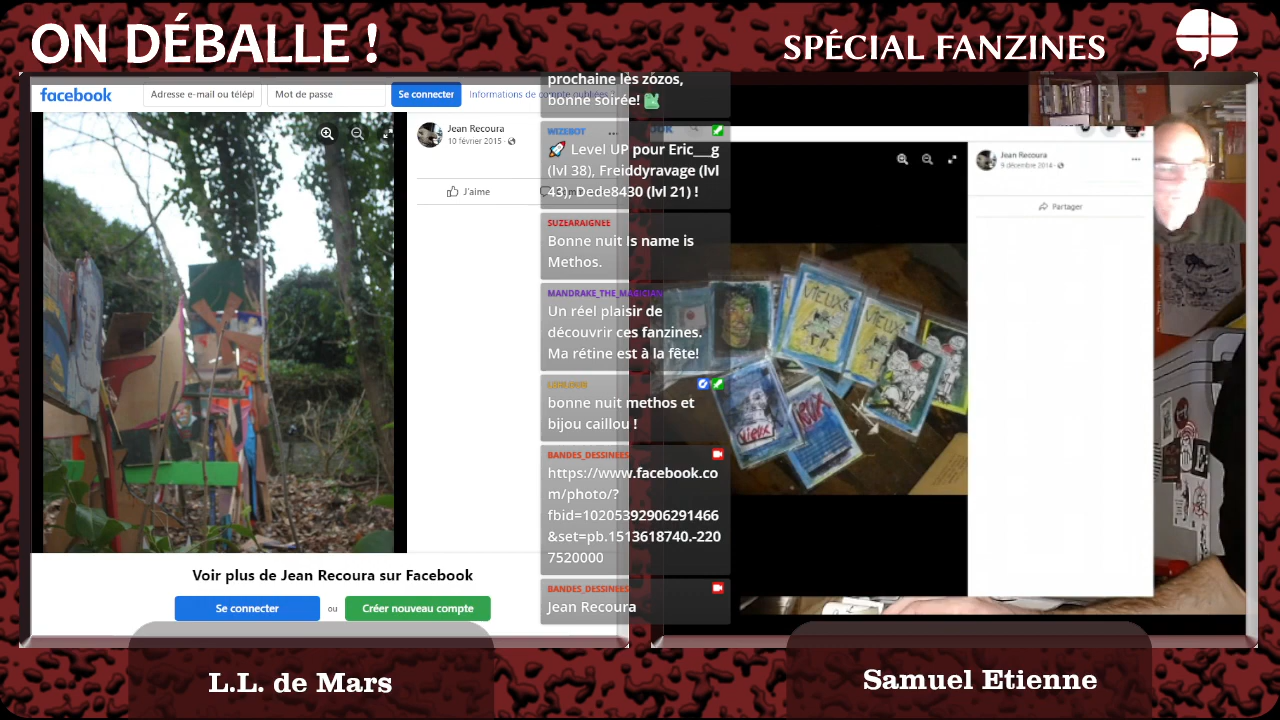 ON DÉBALLE !
SPÉCIAL FANZINES
facebook
Adresse e-mail ou télépl
Mot de passe
Se connecter
Informations de compte oubliées
Jean Recoura
10 février 2015
J'aime
Voir plus de Jean Recoura sur Facebook
Se connecter
ou
Créer nouveau compte
prochaine les zozos,
bonne soirée!
WIZEBOT
🚀 Level UP pour Eric___g
(lvl 38), Freiddyravage (lvl
43), Dede8430 (lvl 21) !
SUZEARAIGNEE
Bonne nuit Is name is
Methos.
MANDRAKE_THE_MAGICIAN
Un réel plaisir de
découvrir ces fanzines.
Ma rétine est à la fête!
bonne nuit methos et
bijou caillou !
BANDES_DESSINEES
https://www.facebook.co
m/photo/?
fbid=10205392906291466
&set=pb.1513618740.-220
7520000
BANDES_DESSINEES
Jean Recoura
Jean Recoura
9 décembre 2014
Partager
VIEUX
VIEUX
VIEUX
VIEUX
L.L. de Mars
Samuel Etienne